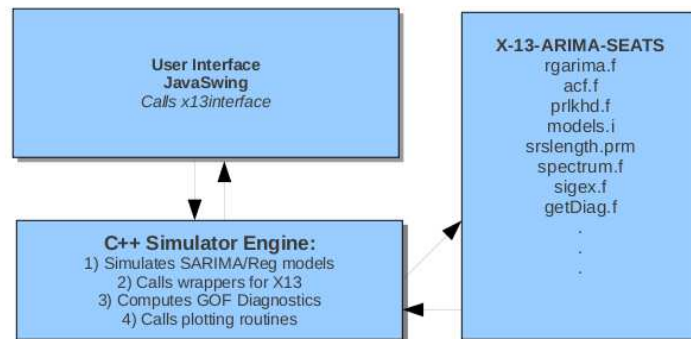 User Interface
JavaSwing
Calls x13interface
X-13-ARIMA-SEATS
rgarima.f
acf.f
prlkhd.f
models.i
srslength.prm
spectrum.f
sigex.f
getDiag.f
.
.
.
C++ Simulator Engine:
1) Simulates SARIMA/Reg models
2) Calls wrappers for X13
3) Computes GOF Diagnostics
4) Calls plotting routines